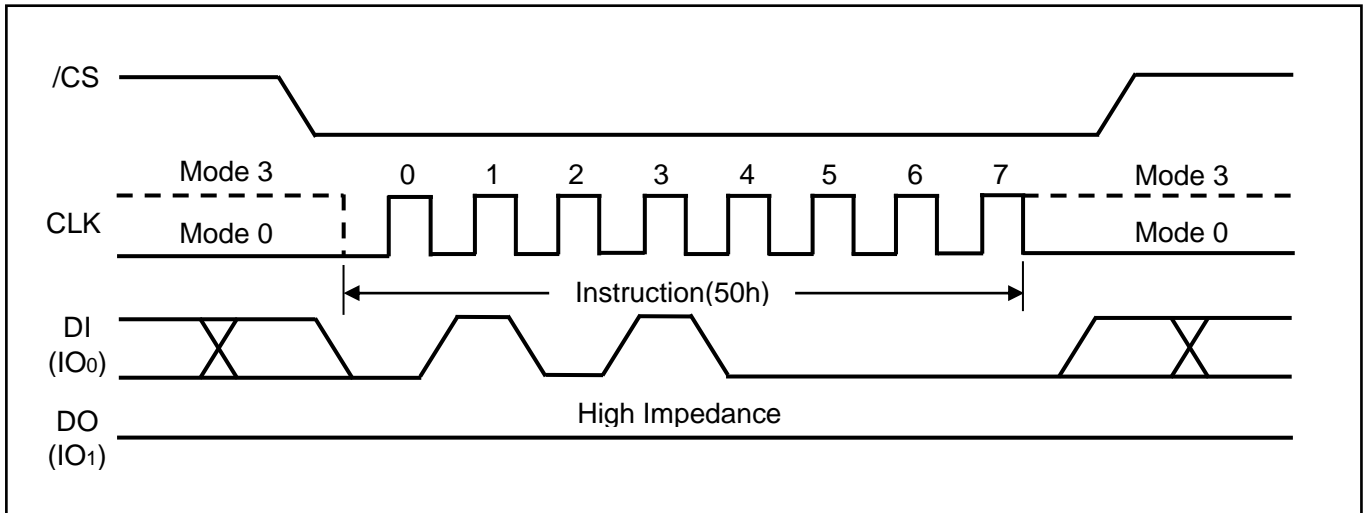 /CS
Mode 3 0 1 2 3 4 5 6 7 Mode 3
CLK
Mode 0 Mode 0
Instruction(50h)
DI
(IO0)
High Impedance
DO
(IO1)